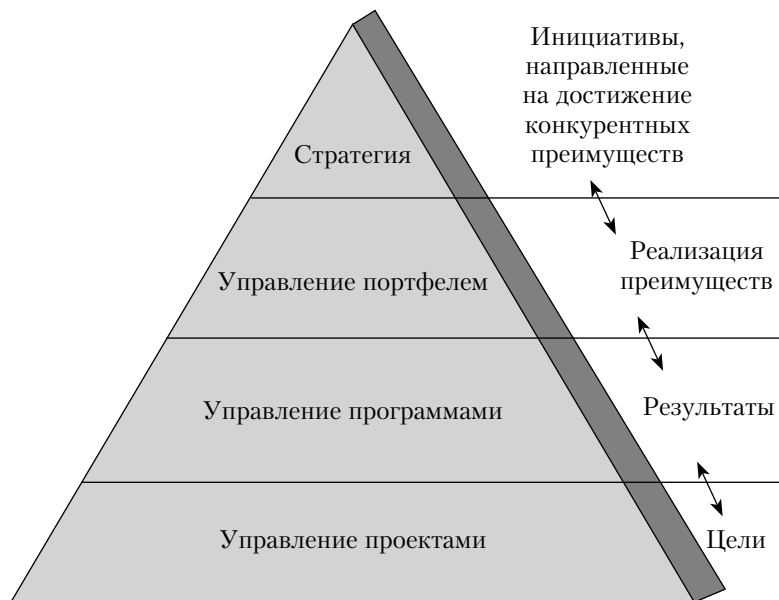 Инициативы,
направленные
на достижение
конкурентных
преимуществ
Стратегия
Реализация
преимуществ
Управление портфелем
Результаты
Управление программами
Цели
Управление проектами